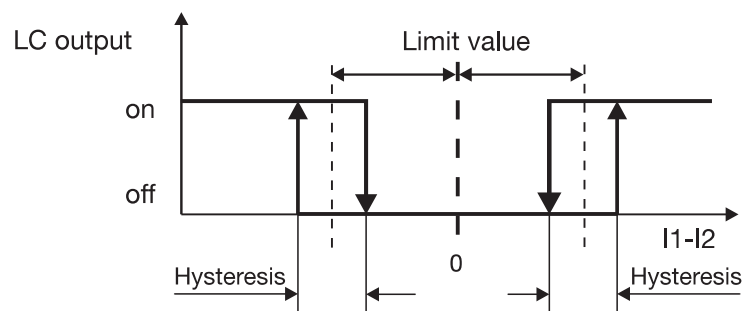 LC output
Limit value
on
off
I1-I2
0
Hysteresis
Hysteresis